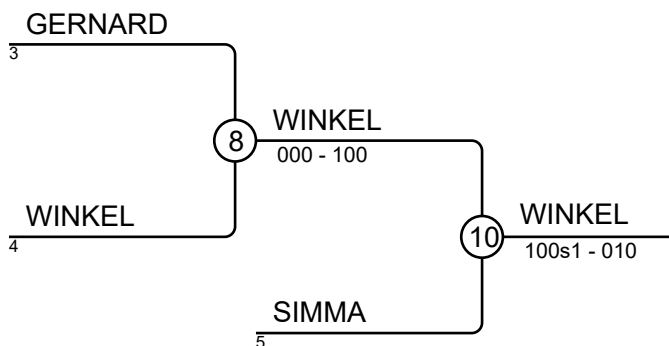 GERNARD
3
8
WINKEL
000 - 100
WINKEL
4
10
WINKEL
100s1 - 010
SIMMA
5